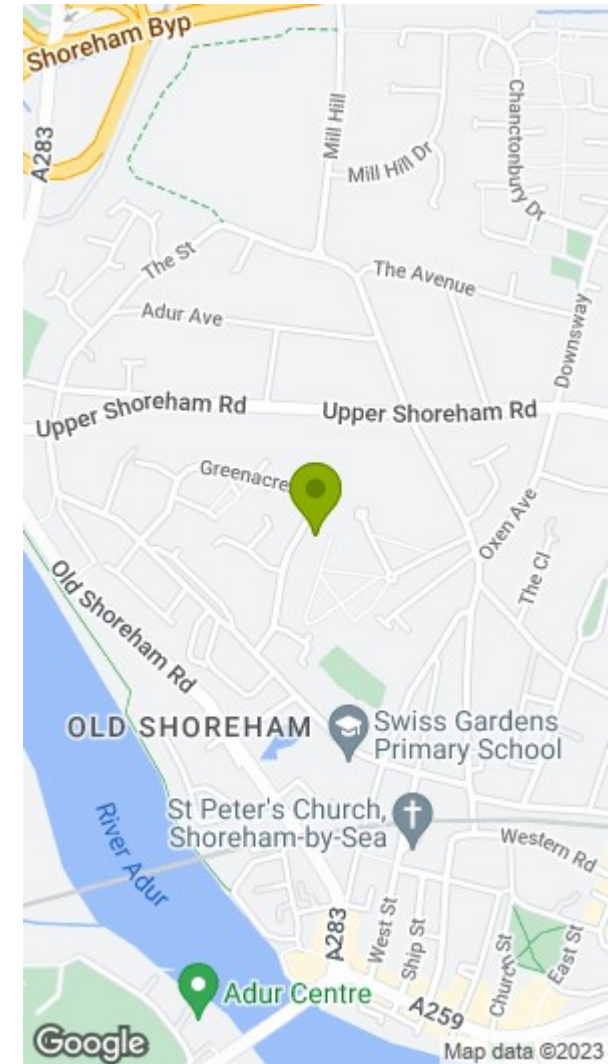 Shoreham Byp
A283
Mill Hill
Chanctonbury Dr
Mill Hill Dr
The St
The Avenue
Adur Ave
Downsway
Upper Shoreham Rd
Upper Shoreham Rd
Greenacre
Oxen Ave
The Cl
Old Shoreham Rd
OLD SHOREHAM
Swiss Gardens
Primary School
River Adur
St Peter's Church,
Shoreham-by-Sea
Western Rd
A283
West St
Ship St
Church St
East St
Adur Centre
A259
Google
Map data ©2023